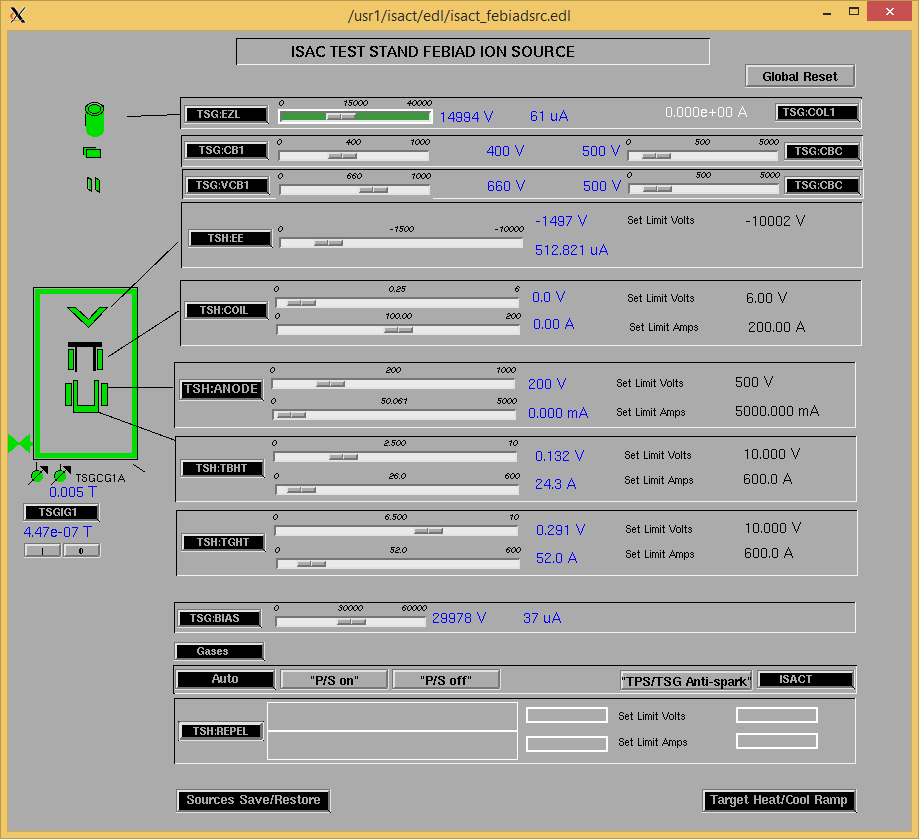 /usr1/isact/edl/isact_febiadsrc.edl
ISAC TEST STAND FEBIAD ION SOURCE
Global Reset
0 15000 40000
TSG:EZL 14994 V 61 uA 0.000e+00 A TSG:COL1
0 400 1000 0 500 5000
TSG:CB1 400 V 500 V TSG:CBC
0 660 1000 0 500 5000
TSG:VCB1 660 V 500 V TSG:CBC
-1497 V Set Limit Volts -10002 V
0 -1500 -10000
TSH:EE
512.821 uA
0 0.25 6
0.0 V Set Limit Volts 6.00 V
TSH:COIL
0 100.00 200
0.00 A Set Limit Amps 200.00 A
0 200 1000
200 V Set Limit Volts 500 V
TSH:ANODE
0 50.061 5000
0.000 mA Set Limit Amps 5000.000 mA
0 2.500 10
0.132 V Set Limit Volts 10.000 V
TSH:TBHT
0 26.0 600
24.3 A Set Limit Amps 600.0 A
TSGCG1A
0.005 T
TSGIG1
4.47e-07 T
I 0
0 6.500 10
0.291 V Set Limit Volts 10.000 V
TSH:TGHT
0 52.0 600
52.0 A Set Limit Amps 600.0 A
0 30000 60000
TSG:BIAS 29978 V 37 uA
Gases
Auto "P/S on" "P/S off" "TPS/TSG Anti-spark" ISACT
Set Limit Volts
TSH:REPEL
Set Limit Amps
Sources Save/Restore Target Heat/Cool Ramp